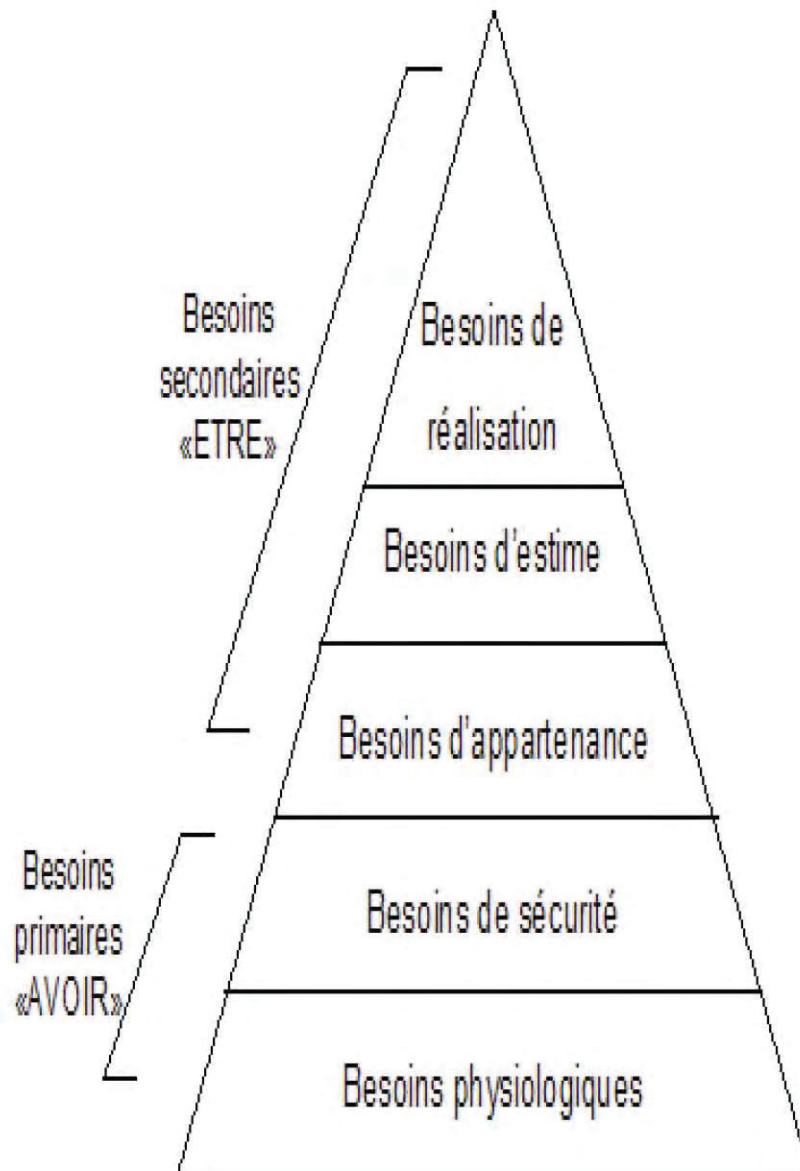 Besoins de
réalisation
Besoins d'estime
Besoins d'appartenance
Besoins de sécurité
Besoins physiologiques
Besoins
secondaires
«ETRE»
Besoins
primaires
«AVOIR»